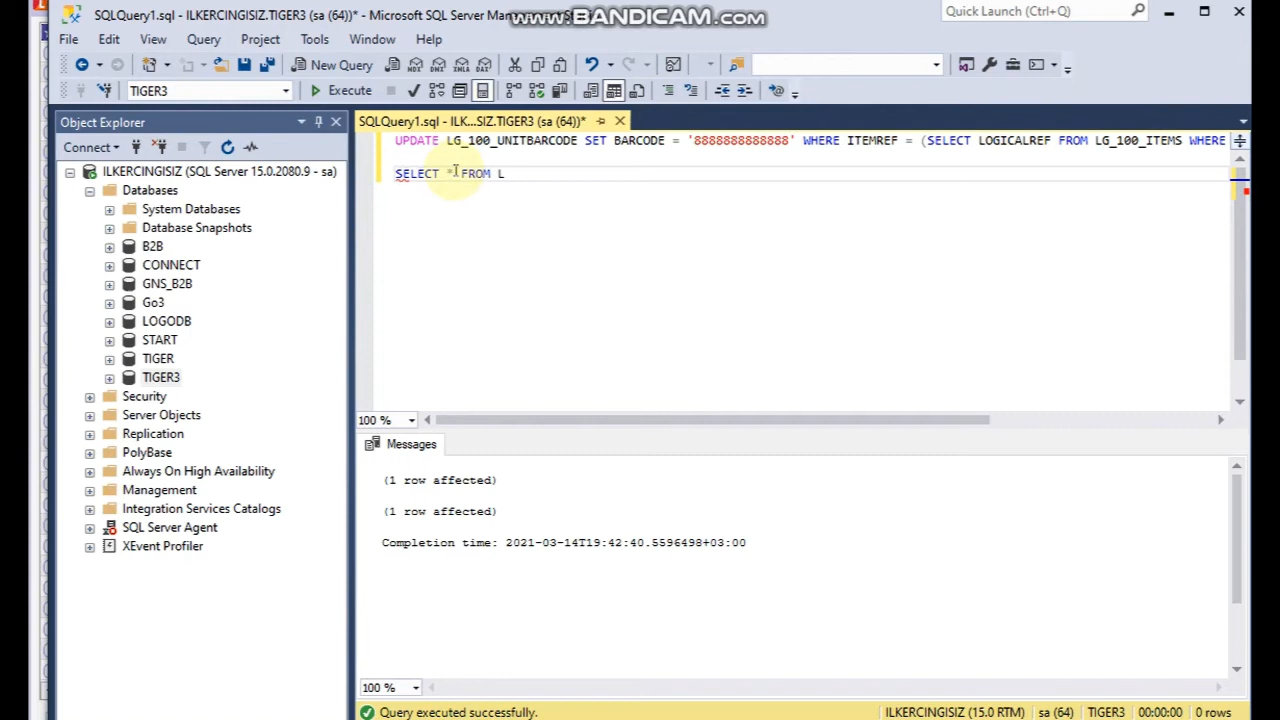 SQLQuery1.sql - ILKERCINGISIZ.TIGER3 (sa (64))* - Microsoft SQL Server Man
www.BANDICAM.com
Quick Launch (Ctrl+Q)
File Edit View Query Project Tools Window Help
New Query
MDX DMX XMLA DAX
TIGER3
Execute
Object Explorer
SQLQuery1.sql - ILK...SIZ.TIGER3 (sa (64))*
Connect
UPDATE LG_100_UNITBARCODE SET BARCODE = '8888888888888' WHERE ITEMREF = (SELECT LOGICALREF FROM LG_100_ITEMS WHERE
SELECT * FROM L
ILKERCINGISIZ (SQL Server 15.0.2080.9 - sa)
Databases
System Databases
Database Snapshots
B2B
CONNECT
GNS_B2B
Go3
LOGODB
START
TIGER
TIGER3
Security
Server Objects
Replication
PolyBase
Always On High Availability
Management
Integration Services Catalogs
SQL Server Agent
XEvent Profiler
100 %
Messages
(1 row affected)
(1 row affected)
Completion time: 2021-03-14T19:42:40.5596498+03:00
100 %
Query executed successfully.
ILKERCINGISIZ (15.0 RTM) sa (64) TIGER3 00:00:00 0 rows